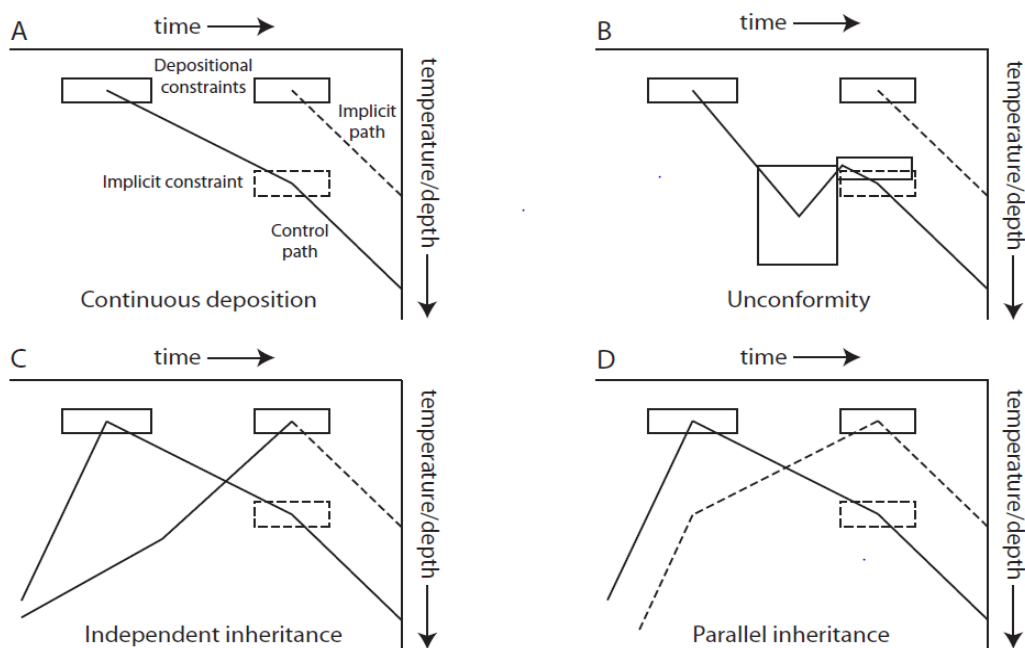 A
time
Depositional
constraints
Implicit
path
Implicit constraint
Control
path
temperature/depth
Continuous deposition
B
temperature/depth
Unconformity
C
time
temperature/depth
Independent inheritance
D
time
temperature/depth
Parallel inheritance